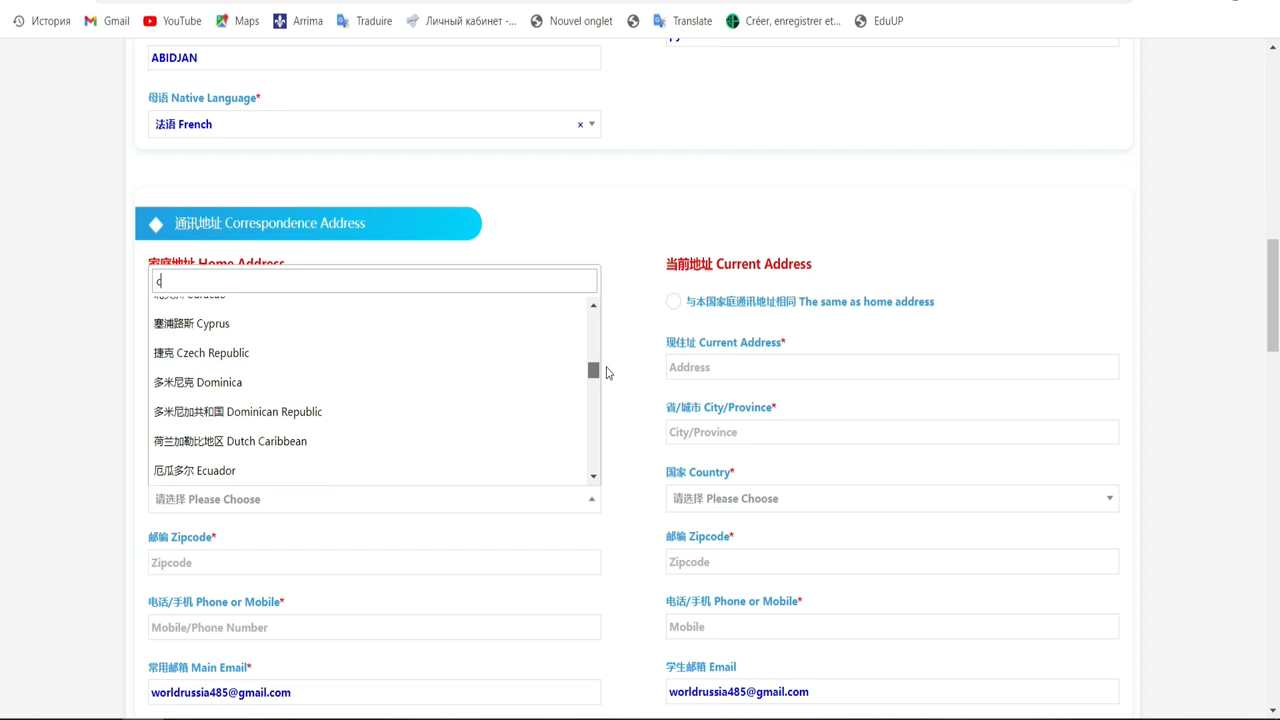 История Gmail YouTube Maps Arrima Traduire Личный кабинет -... Nouvel onglet Translate Créer, enregistrer et... EduUP
ABIDJAN
母语 Native Language*
法语 French × 
通讯地址 Correspondence Address
家庭地址 Home Address
当前地址 Current Address
c
与本国家庭通讯地址相同 The same as home address
塞浦路斯 Cyprus
现住址 Current Address*
捷克 Czech Republic
Address
多米尼克 Dominica
多米尼加共和国 Dominican Republic
省/城市 City/Province*
City/Province
荷兰加勒比地区 Dutch Caribbean
厄瓜多尔 Ecuador
国家 Country*
请选择 Please Choose
请选择 Please Choose
邮编 Zipcode*
邮编 Zipcode*
Zipcode
Zipcode
电话/手机 Phone or Mobile*
电话/手机 Phone or Mobile*
Mobile/Phone Number
Mobile
常用邮箱 Main Email*
学生邮箱 Email
worldrussia485@gmail.com
worldrussia485@gmail.com